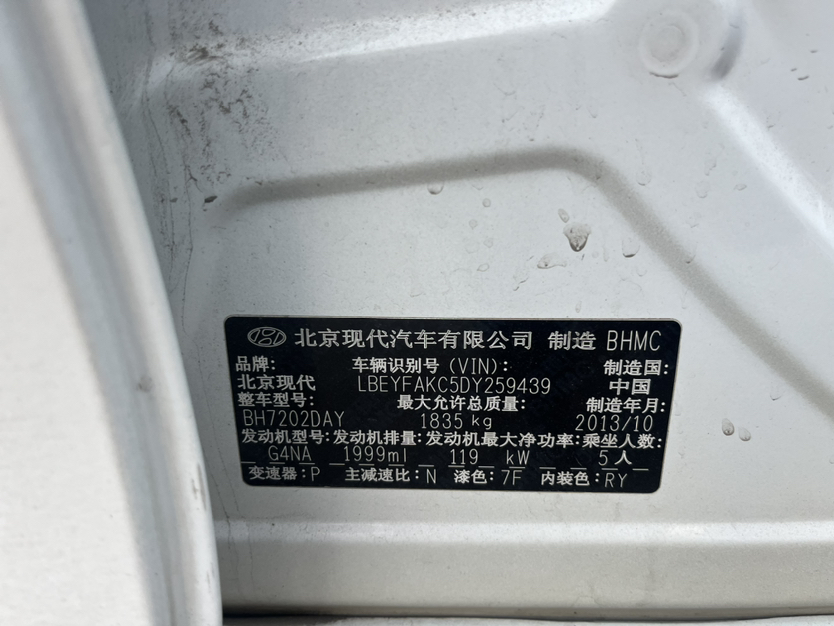 北京现代汽车有限公司 制造 BHMC
品牌: 车辆识别号(VIN): 制造国:
北京现代 LBEYFAKC5DY259439 中国
整车型号: 最大允许总质量: 制造年月:
BH7202DAY 1835 kg 2013/10
发动机型号: 发动机排量: 发动机最大净功率: 乘坐人数:
G4NA 1999ml 119 kW 5 人
变速器: P 主减速比: N 漆色: 7F 内装色: RY